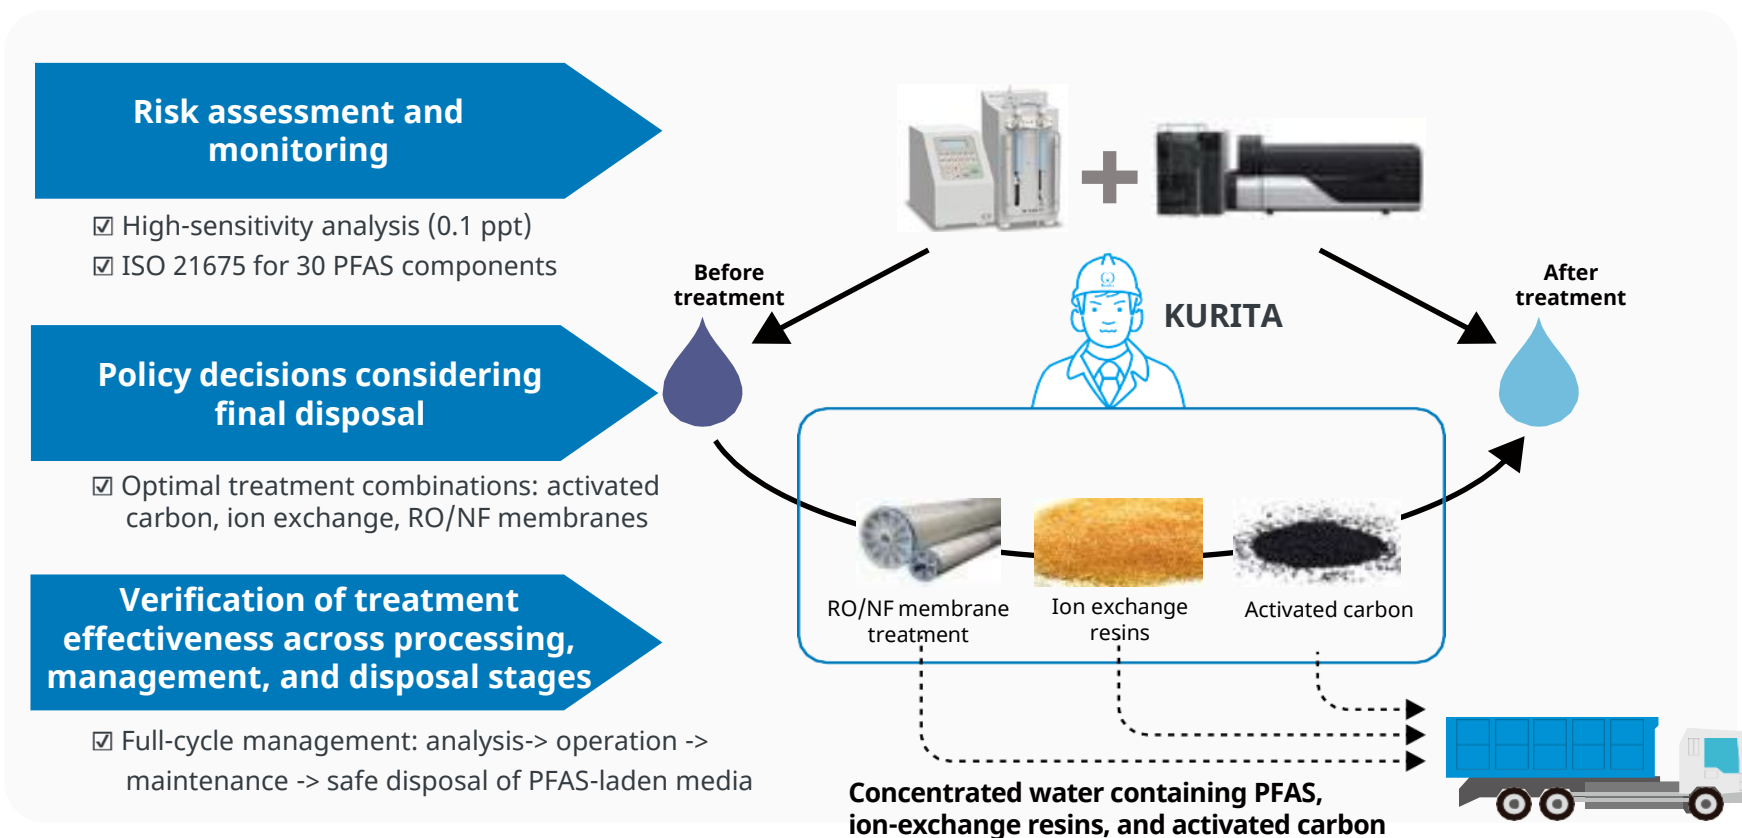 Risk assessment and
monitoring
☑ High-sensitivity analysis (0.1 ppt)
☑ ISO 21675 for 30 PFAS components
Policy decisions considering
final disposal
☑ Optimal treatment combinations: activated
carbon, ion exchange, RO/NF membranes
Verification of treatment
effectiveness across processing,
management, and disposal stages
☑ Full-cycle management: analysis-> operation ->
maintenance -> safe disposal of PFAS-laden media
Before
treatment
KURITA
After
treatment
RO/NF membrane
treatment
Ion exchange
resins
Activated carbon
Concentrated water containing PFAS,
ion-exchange resins, and activated carbon